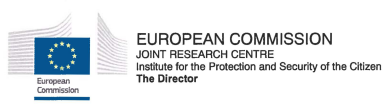 EUROPEAN COMMISSION
JOINT RESEARCH CENTRE
Institute for the Protection and Security of the Citizen
The Director
European
Commission